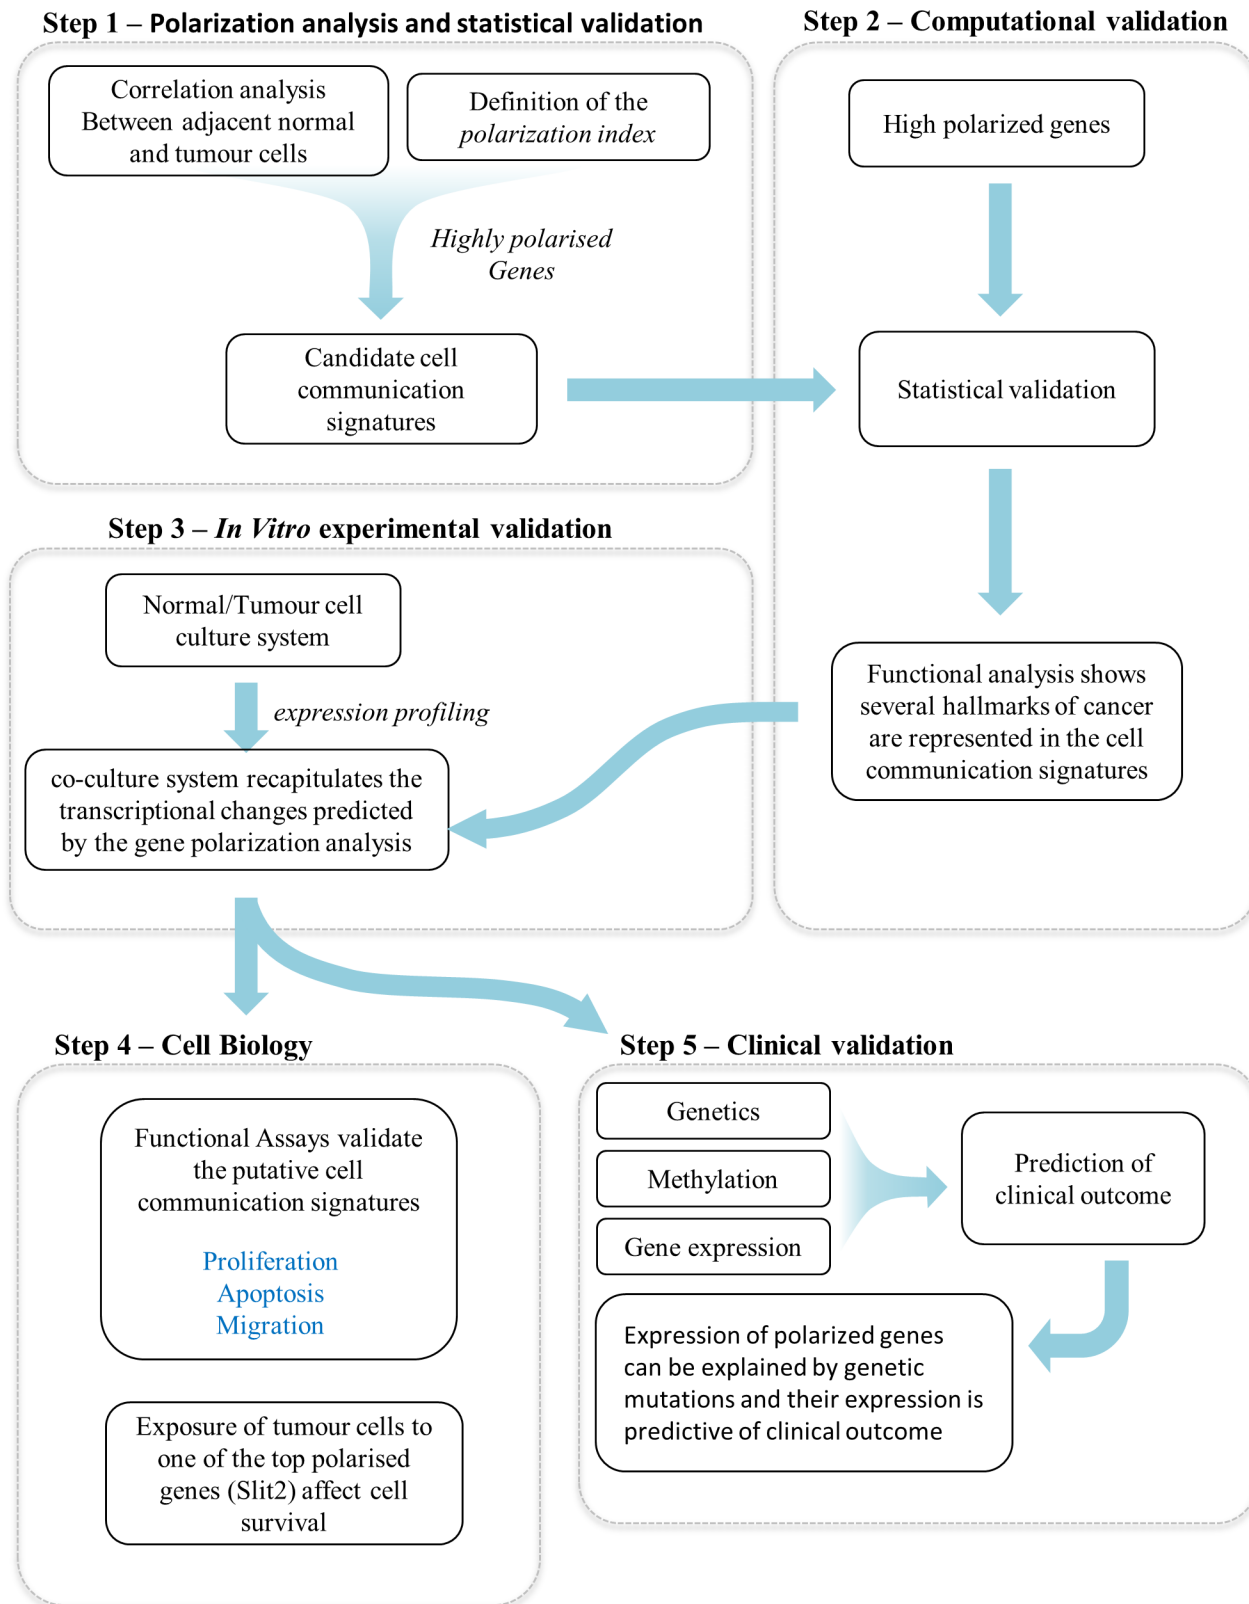 Step 1 – Polarization analysis and statistical validation
Correlation analysis
Between adjacent normal
and tumour cells
Definition of the
polarization index
Highly polarised
Genes
Candidate cell
communication
signatures
Step 2 – Computational validation
High polarized genes
Statistical validation
Functional analysis shows
several hallmarks of cancer
are represented in the cell
communication signatures
Step 3 – In Vitro experimental validation
Normal/Tumour cell
culture system
expression profiling
co-culture system recapitulates the
transcriptional changes predicted
by the gene polarization analysis
Step 4 – Cell Biology
Functional Assays validate
the putative cell
communication signatures
Proliferation
Apoptosis
Migration
Exposure of tumour cells to
one of the top polarised
genes (Slit2) affect cell
survival
Step 5 – Clinical validation
Genetics
Methylation
Gene expression
Prediction of
clinical outcome
Expression of polarized genes
can be explained by genetic
mutations and their expression is
predictive of clinical outcome